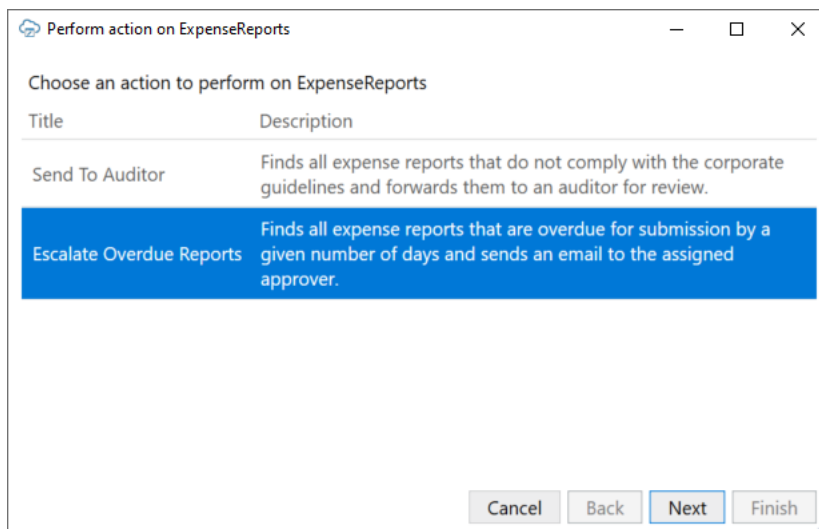 Perform action on ExpenseReports
Choose an action to perform on ExpenseReports
Title Description
Send To Auditor
Finds all expense reports that do not comply with the corporate
guidelines and forwards them to an auditor for review.
Escalate Overdue Reports
Finds all expense reports that are overdue for submission by a
given number of days and sends an email to the assigned
approver.
Cancel Back Next Finish